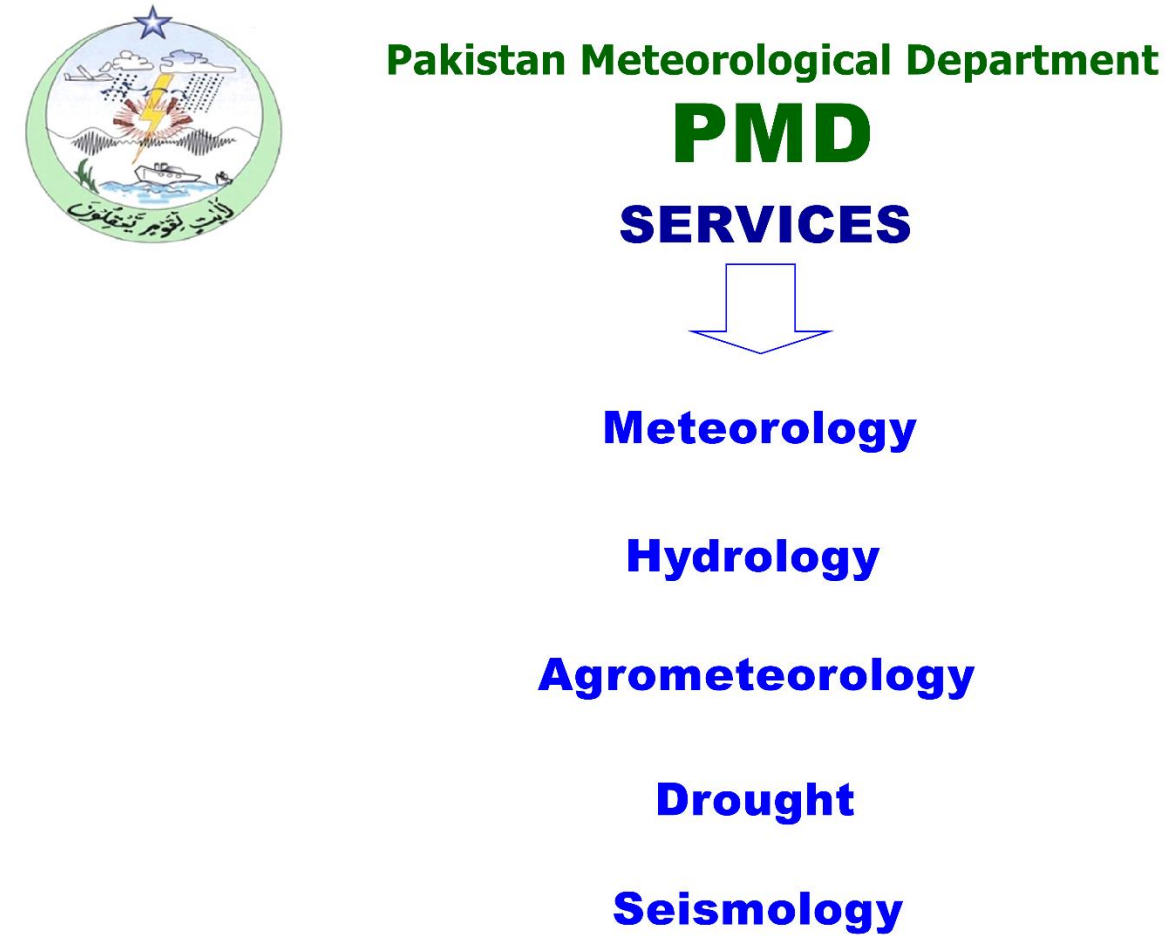 لَأَيٰتٍ لِّقَوْمٍ يَّعْقِلُوْنَ
Pakistan Meteorological Department
PMD
SERVICES
Meteorology
Hydrology
Agrometeorology
Drought
Seismology